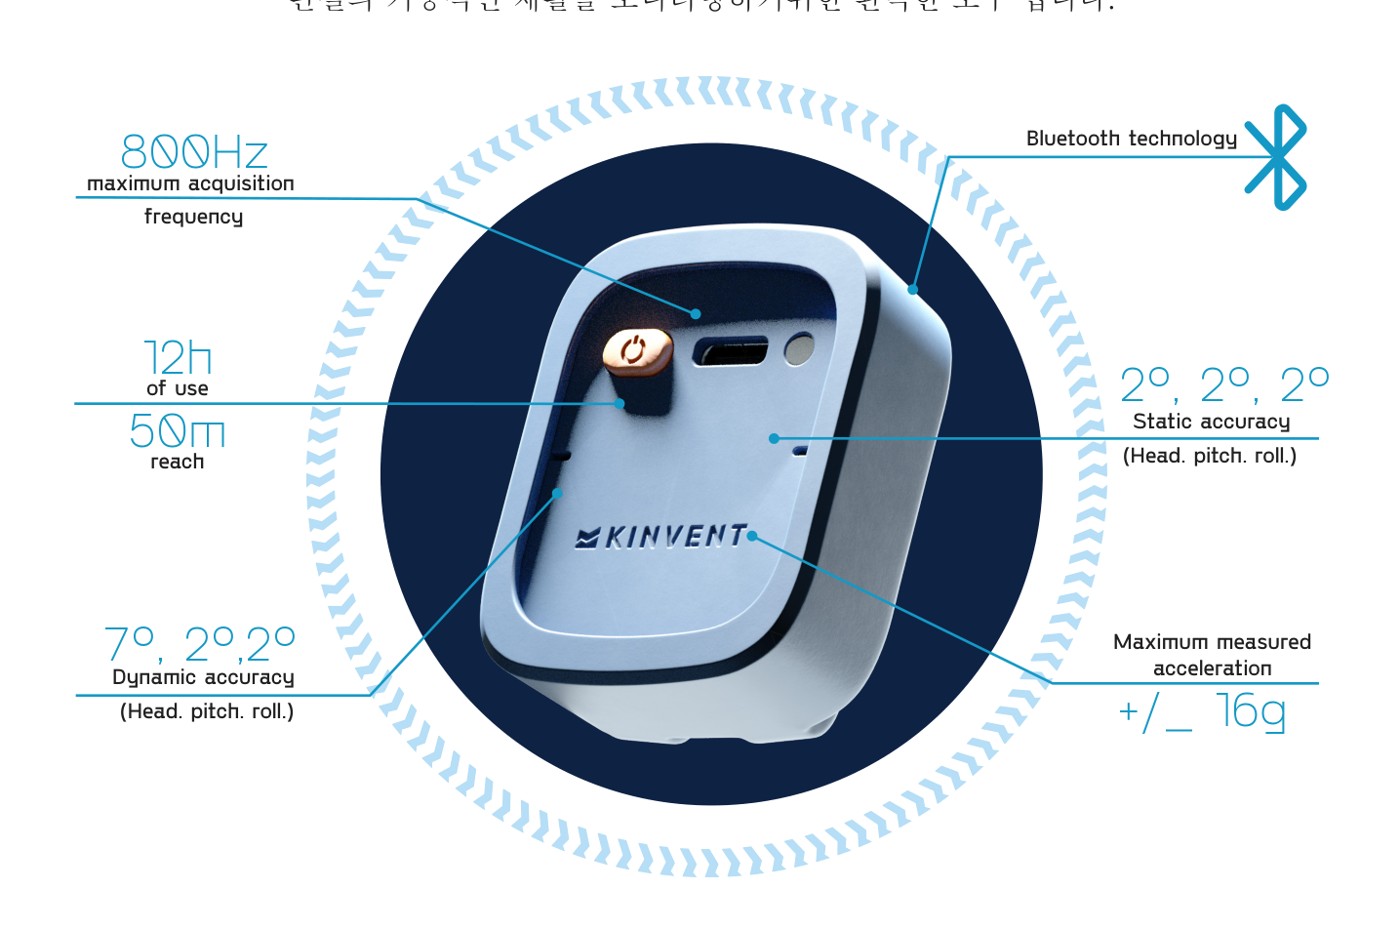 800Hz
maximum acquisition
frequency
Bluetooth technology
12h
of use
50m
reach
2°, 2°, 2°
Static accuracy
(Head. pitch. roll.)
KINVENT
7°, 2°,2°
Dynamic accuracy
(Head. pitch. roll.)
Maximum measured
acceleration
+/_ 16g